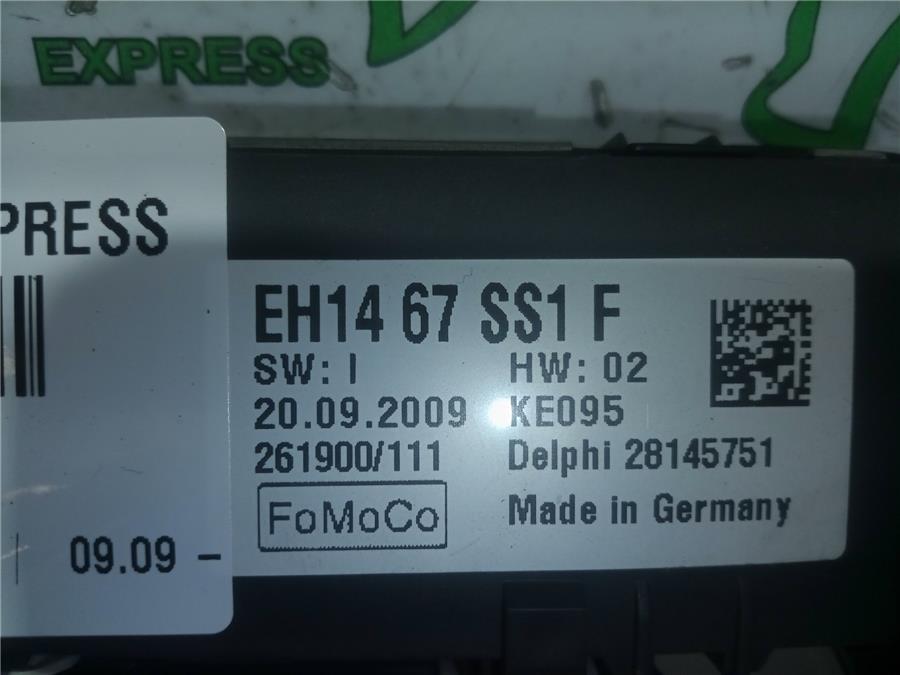 EXPRESS
PRESS
09.09 -
EH14 67 SS1 F
SW: I HW: 02
20.09.2009 KE095
261900/111 Delphi 28145751
FoMoCo Made in Germany